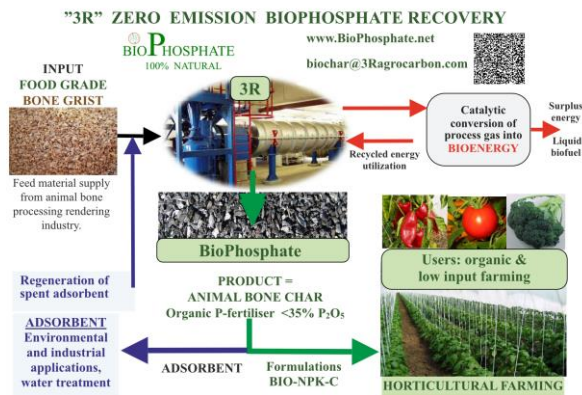 ”3R” ZERO EMISSION BIOPHOSPHATE RECOVERY
BIOPHOSPHATE
100% NATURAL
www.BioPhosphate.net
biochar@3Ragrocarbon.com
INPUT
FOOD GRADE
BONE GRIST
Feed material supply
from animal bone
processing rendering
industry.
3R
Recycled energy
utilization
Catalytic
conversion of
process gas into
BIOENERGY
Surplus
energy
Liquid
biofuel
BioPhosphate
Regeneration of
spent adsorbent
PRODUCT =
ANIMAL BONE CHAR
Organic P-fertiliser <35% P₂O₅
Users: organic &
low input farming
ADSORBENT
Environmental
and industrial
applications,
water treatment
ADSORBENT
Formulations
BIO-NPK-C
HORTICULTURAL FARMING